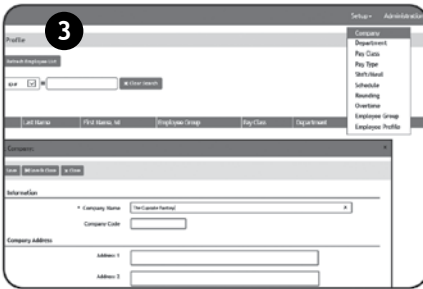 3
Setup Administration
Profile
Company
Department
Pay Class
Pay Type
Shift/Head
Schedule
Rounding
Overtime
Employee Group
Employee Profile
Refresh Employee List
Clear Search
Last Name First Name, MI Employee Group Pay Class Department
Company
Save Save & Close Close
Information
* Company Name The Cupcake Factory x
Company Code
Company Address
Address 1
Address 2